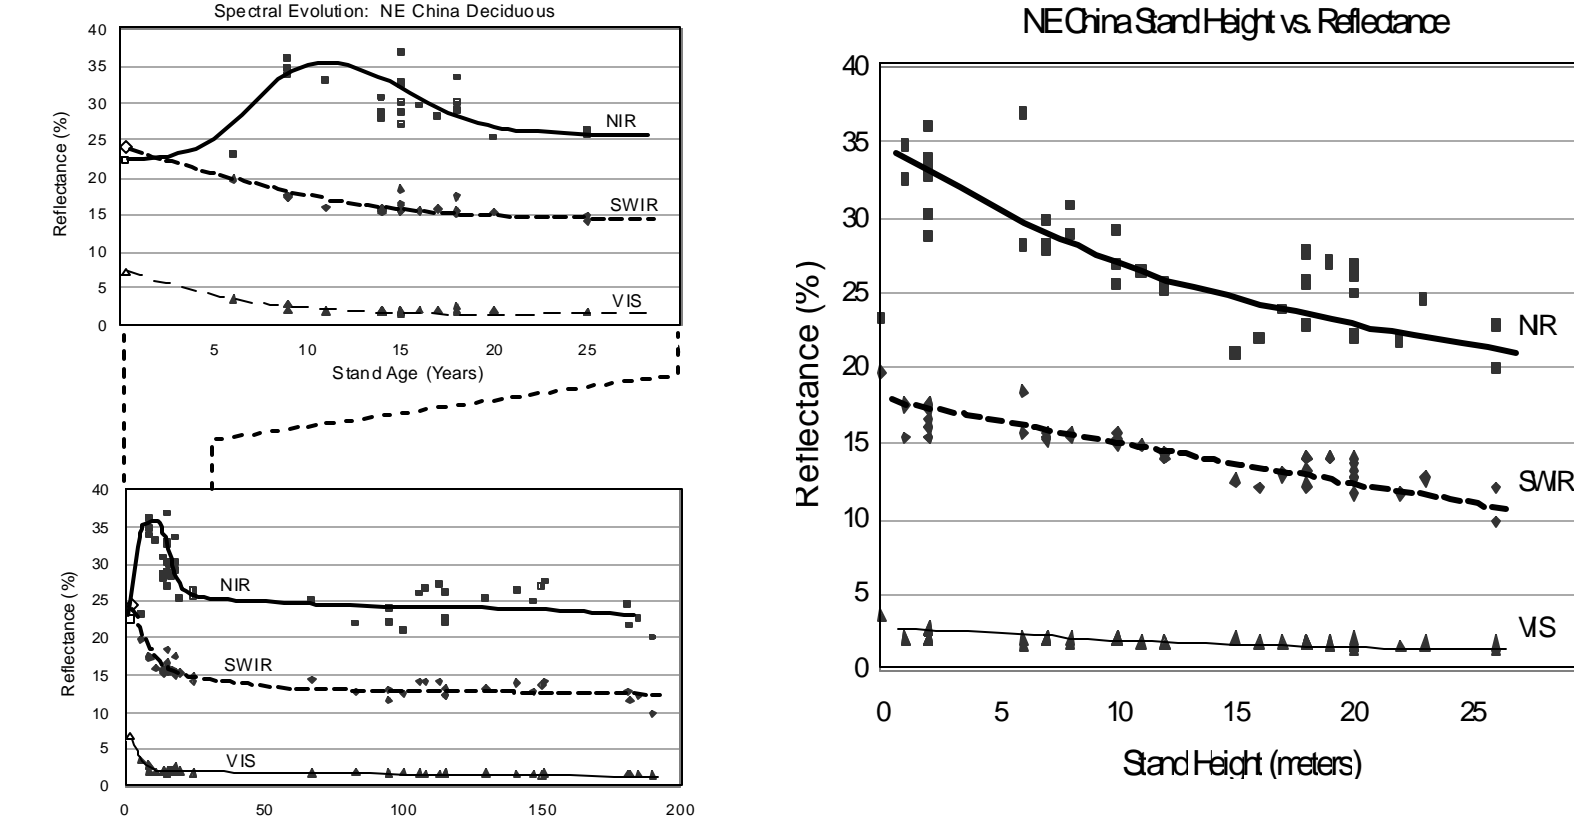 Spectral Evolution: NE China Deciduous
40
35
30
25
20
15
10
5
0
Reflectance (%)
NIR
SWIR
VIS
5 10 15 20 25
Stand Age (Years)
40
35
30
25
20
15
10
5
0
Reflectance (%)
NIR
SWIR
VIS
0 50 100 150 200
NE China Stand Height vs. Reflectance
40
35
30
25
20
15
10
5
0
Reflectance (%)
NIR
SWIR
VIS
0 5 10 15 20 25
Stand Height (meters)